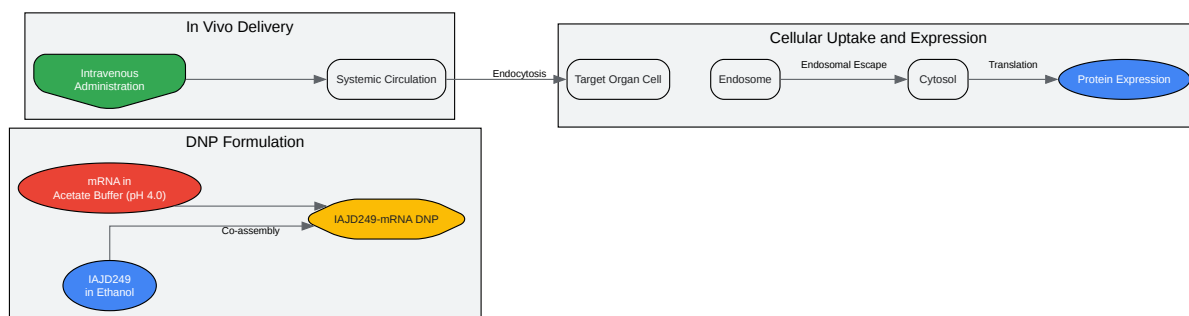 In Vivo Delivery
Intravenous
Administration
Systemic Circulation
Endocytosis
Cellular Uptake and Expression
Target Organ Cell
Endosome
Endosomal Escape
Cytosol
Translation
Protein Expression
DNP Formulation
mRNA in
Acetate Buffer (pH 4.0)
IAJD249-mRNA DNP
Co-assembly
IAJD249
in Ethanol